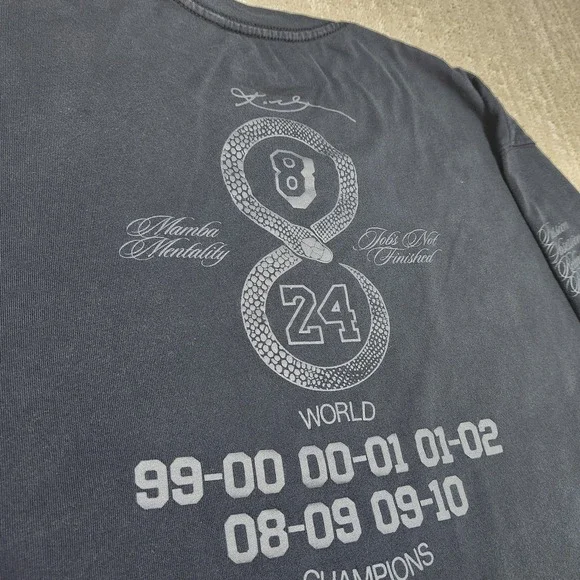 8
Mamba
Mentality
Jobs Not
Finished
24
WORLD
99-00 00-01 01-02
08-09 09-10
CHAMPIONS